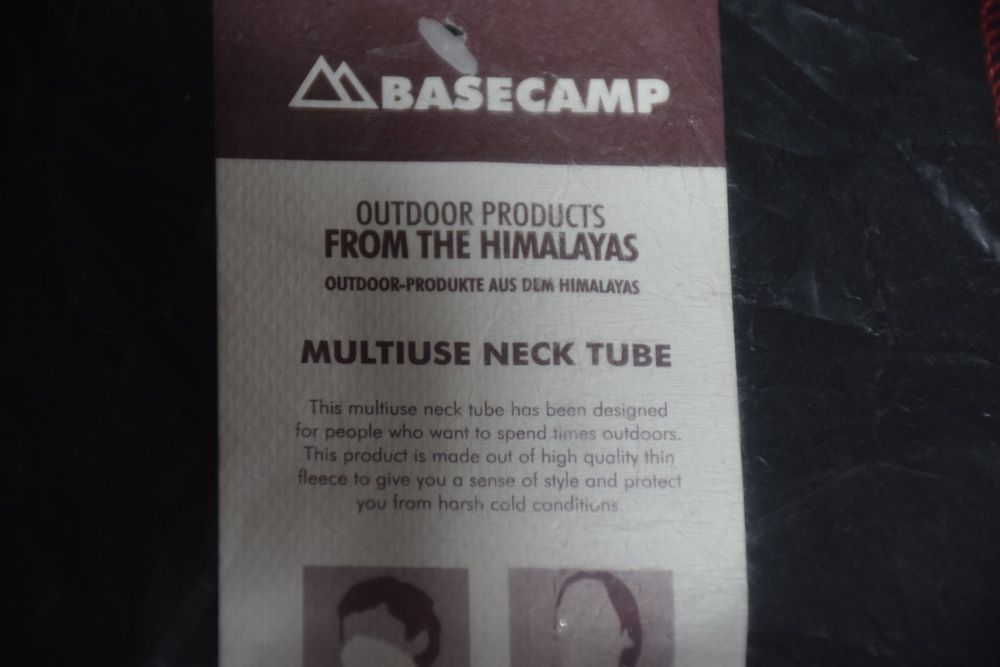 BASECAMP
OUTDOOR PRODUCTS
FROM THE HIMALAYAS
OUTDOOR-PRODUKTE AUS DEM HIMALAYAS
MULTIUSE NECK TUBE
This multiuse neck tube has been designed
for people who want to spend times outdoors.
This product is made out of high quality thin
fleece to give you a sense of style and protect
you from harsh cold conditions.